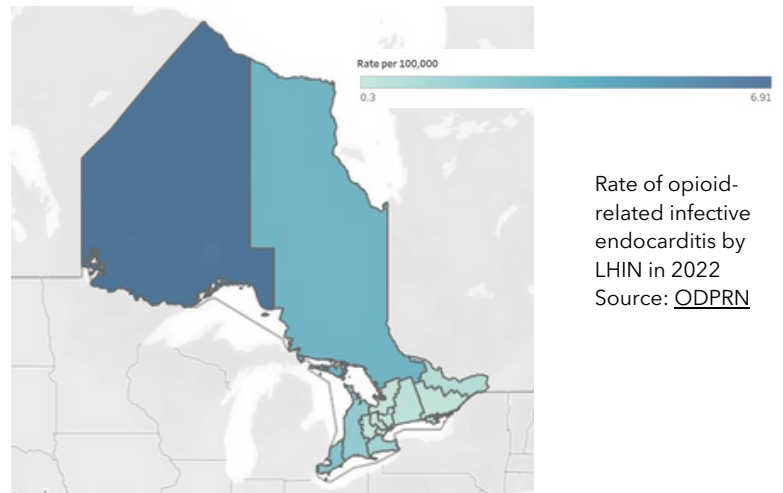 Rate per 100,000
0.3
6.91
Rate of opioid-
related infective
endocarditis by
LHIN in 2022
Source: ODPRN